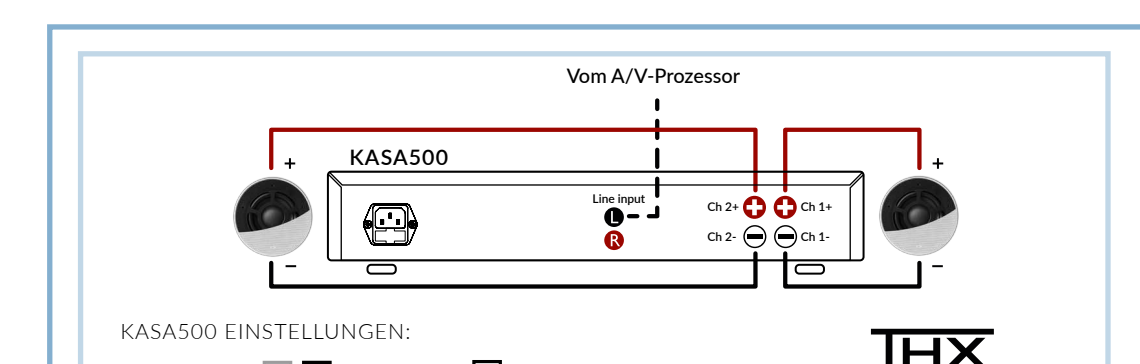 Vom A/V-Prozessor
+
KASA500
+
Line input
Ch 2+
Ch 1+
L
R
Ch 2-
Ch 1-
–
–
KASA500 EINSTELLUNGEN:
THX